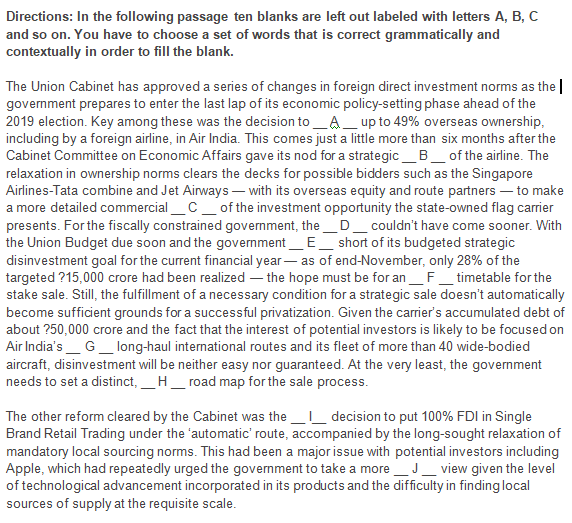 Directions: In the following passage ten blanks are left out labeled with letters A, B, C
and so on. You have to choose a set of words that is correct grammatically and
contextually in order to fill the blank.
The Union Cabinet has approved a series of changes in foreign direct investment norms as the
government prepares to enter the last lap of its economic policy-setting phase ahead of the
2019 election. Key among these was the decision to __A__ up to 49% overseas ownership,
including by a foreign airline, in Air India. This comes just a little more than six months after the
Cabinet Committee on Economic Affairs gave its nod for a strategic __B__ of the airline. The
relaxation in ownership norms clears the decks for possible bidders such as the Singapore
Airlines-Tata combine and Jet Airways — with its overseas equity and route partners — to make
a more detailed commercial __C__ of the investment opportunity the state-owned flag carrier
presents. For the fiscally constrained government, the __D__ couldn't have come sooner. With
the Union Budget due soon and the government __E__ short of its budgeted strategic
disinvestment goal for the current financial year — as of end-November, only 28% of the
targeted ?15,000 crore had been realized — the hope must be for an __F__ timetable for the
stake sale. Still, the fulfillment of a necessary condition for a strategic sale doesn't automatically
become sufficient grounds for a successful privatization. Given the carrier's accumulated debt of
about ?50,000 crore and the fact that the interest of potential investors is likely to be focused on
Air India's __G__ long-haul international routes and its fleet of more than 40 wide-bodied
aircraft, disinvestment will be neither easy nor guaranteed. At the very least, the government
needs to set a distinct, __H__ road map for the sale process.
The other reform cleared by the Cabinet was the __I__ decision to put 100% FDI in Single
Brand Retail Trading under the 'automatic' route, accompanied by the long-sought relaxation of
mandatory local sourcing norms. This had been a major issue with potential investors including
Apple, which had repeatedly urged the government to take a more __J__ view given the level
of technological advancement incorporated in its products and the difficulty in finding local
sources of supply at the requisite scale.